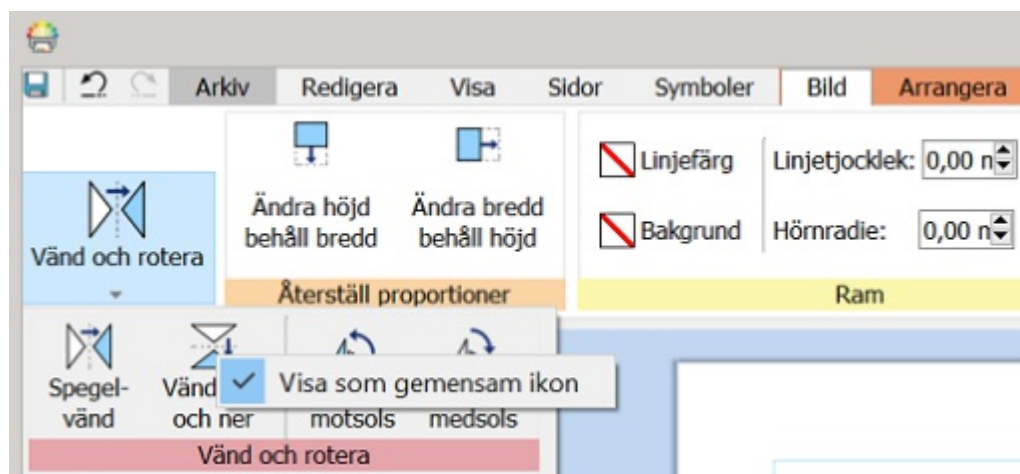 Arkiv Redigera Visa Sidor Symboler Bild Arrangera
Vänd och rotera
Ändra höjd
behåll bredd
Ändra bredd
behåll höjd
Återställ proportioner
Linjefärg
Linjetjocklek: 0,00
Bakgrund
Hörnradie: 0,00
Ram
Spegel-
vänd
Vänd
och ner
motsols
medsols
Visa som gemensam ikon
Vänd och rotera